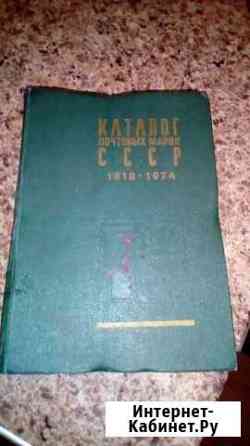 КАТАЛОГ
ПОЧТОВЫХ МАРОК
СССР
1918-1974
Интернет-
Кабинет.Ру